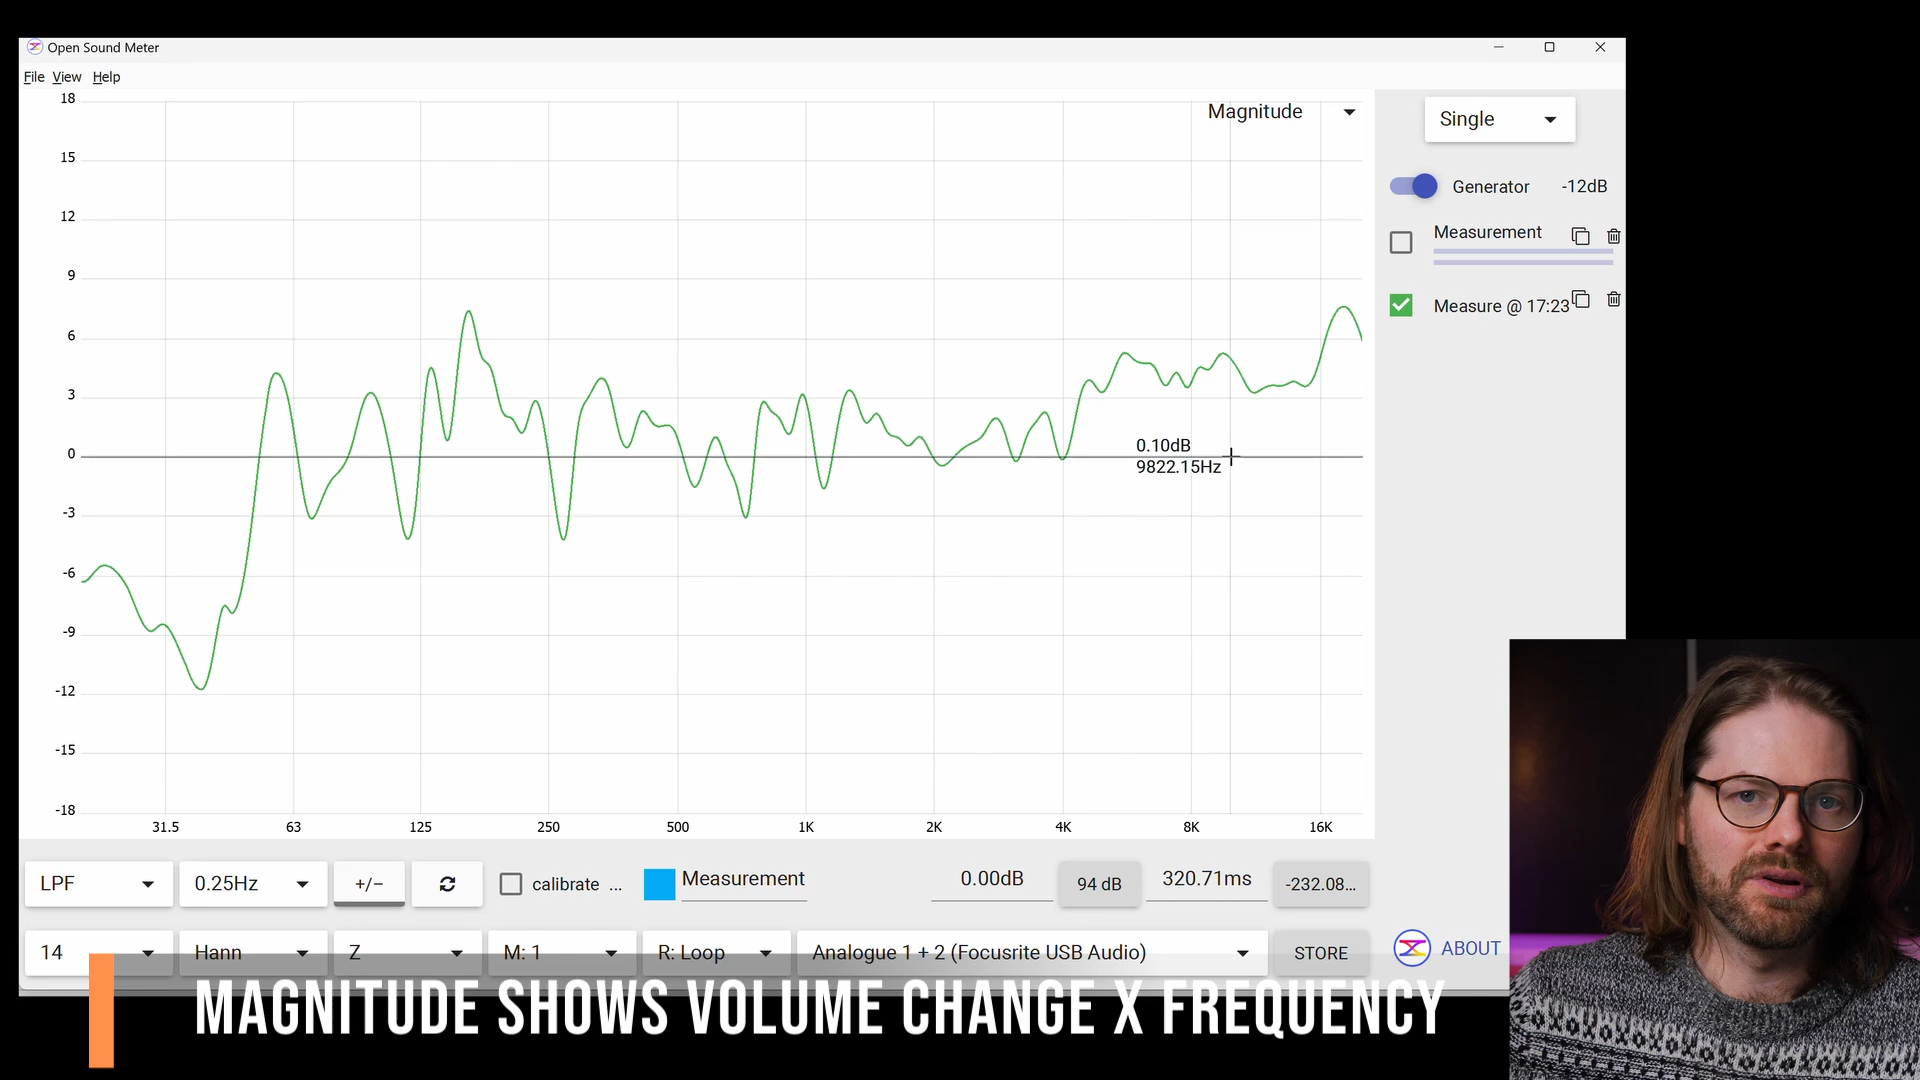 Open Sound Meter
File View Help
Magnitude
18
15
12
9
6
3
0
-3
-6
-9
-12
-15
-18
0.10dB
9822.15Hz
31.5 63 125 250 500 1K 2K 4K 8K 16K
Single
Generator -12dB
Measurement
Measure @ 17:23
LPF 0.25Hz +/− calibrate ... Measurement 0.00dB 94 dB 320.71ms -232.08...
14 Hann Z M: 1 R: Loop Analogue 1 + 2 (Focusrite USB Audio) STORE
ABOUT
MAGNITUDE SHOWS VOLUME CHANGE X FREQUENCY